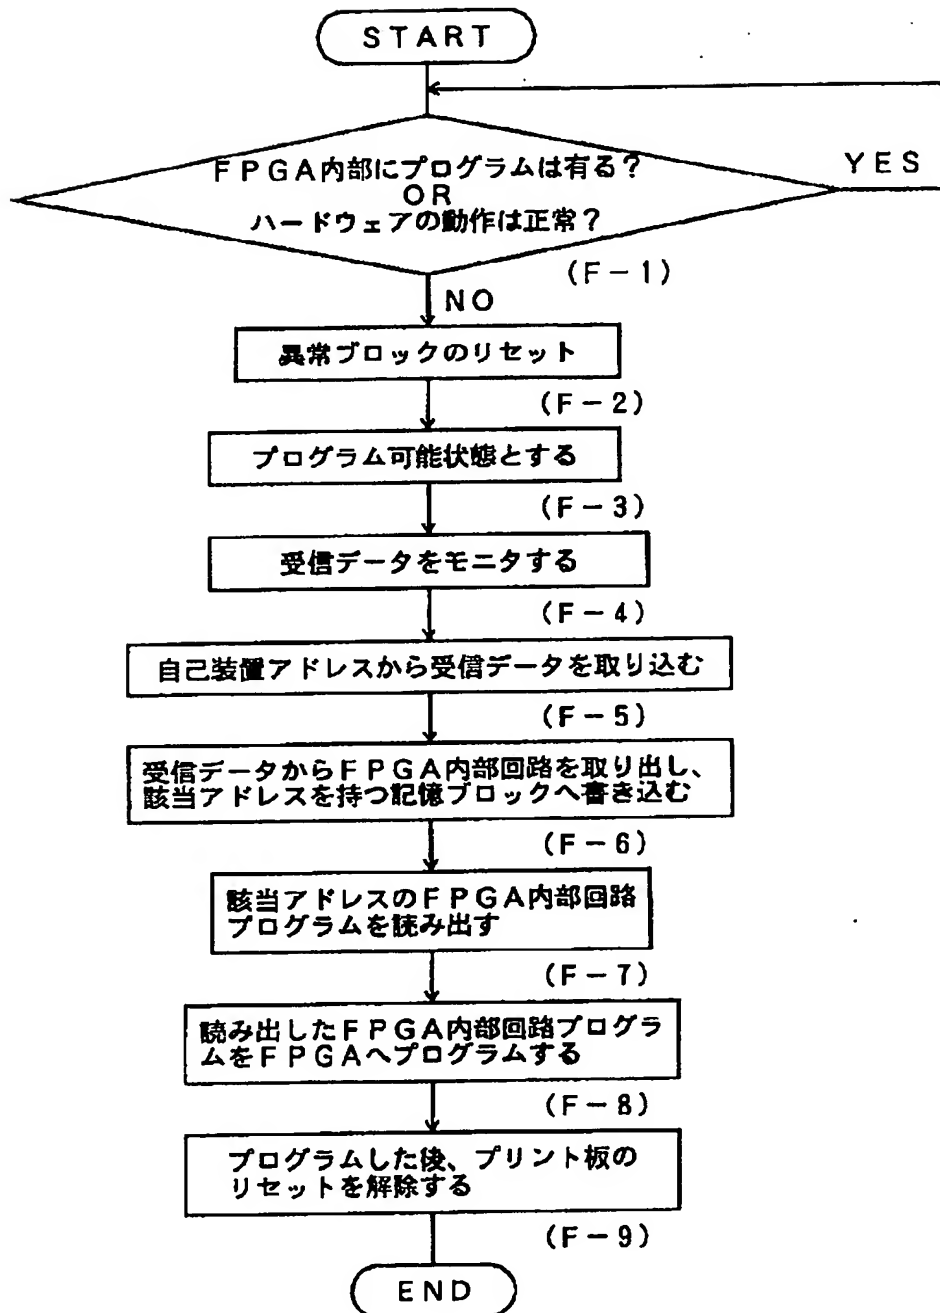 START
FPGA内部にプログラムは有る?
OR
ハードウェアの動作は正常?
YES
(F-1)
NO
異常ブロックのリセット
(F-2)
プログラム可能状態とする
(F-3)
受信データをモニタする
(F-4)
自己装置アドレスから受信データを取り込む
(F-5)
受信データからFPGA内部回路を取り出し、
該当アドレスを持つ記憶ブロックへ書き込む
(F-6)
該当アドレスのFPGA内部回路
プログラムを読み出す
(F-7)
読み出したFPGA内部回路プログラ
ムをFPGAへプログラムする
(F-8)
プログラムした後、プリント板の
リセットを解除する
(F-9)
END